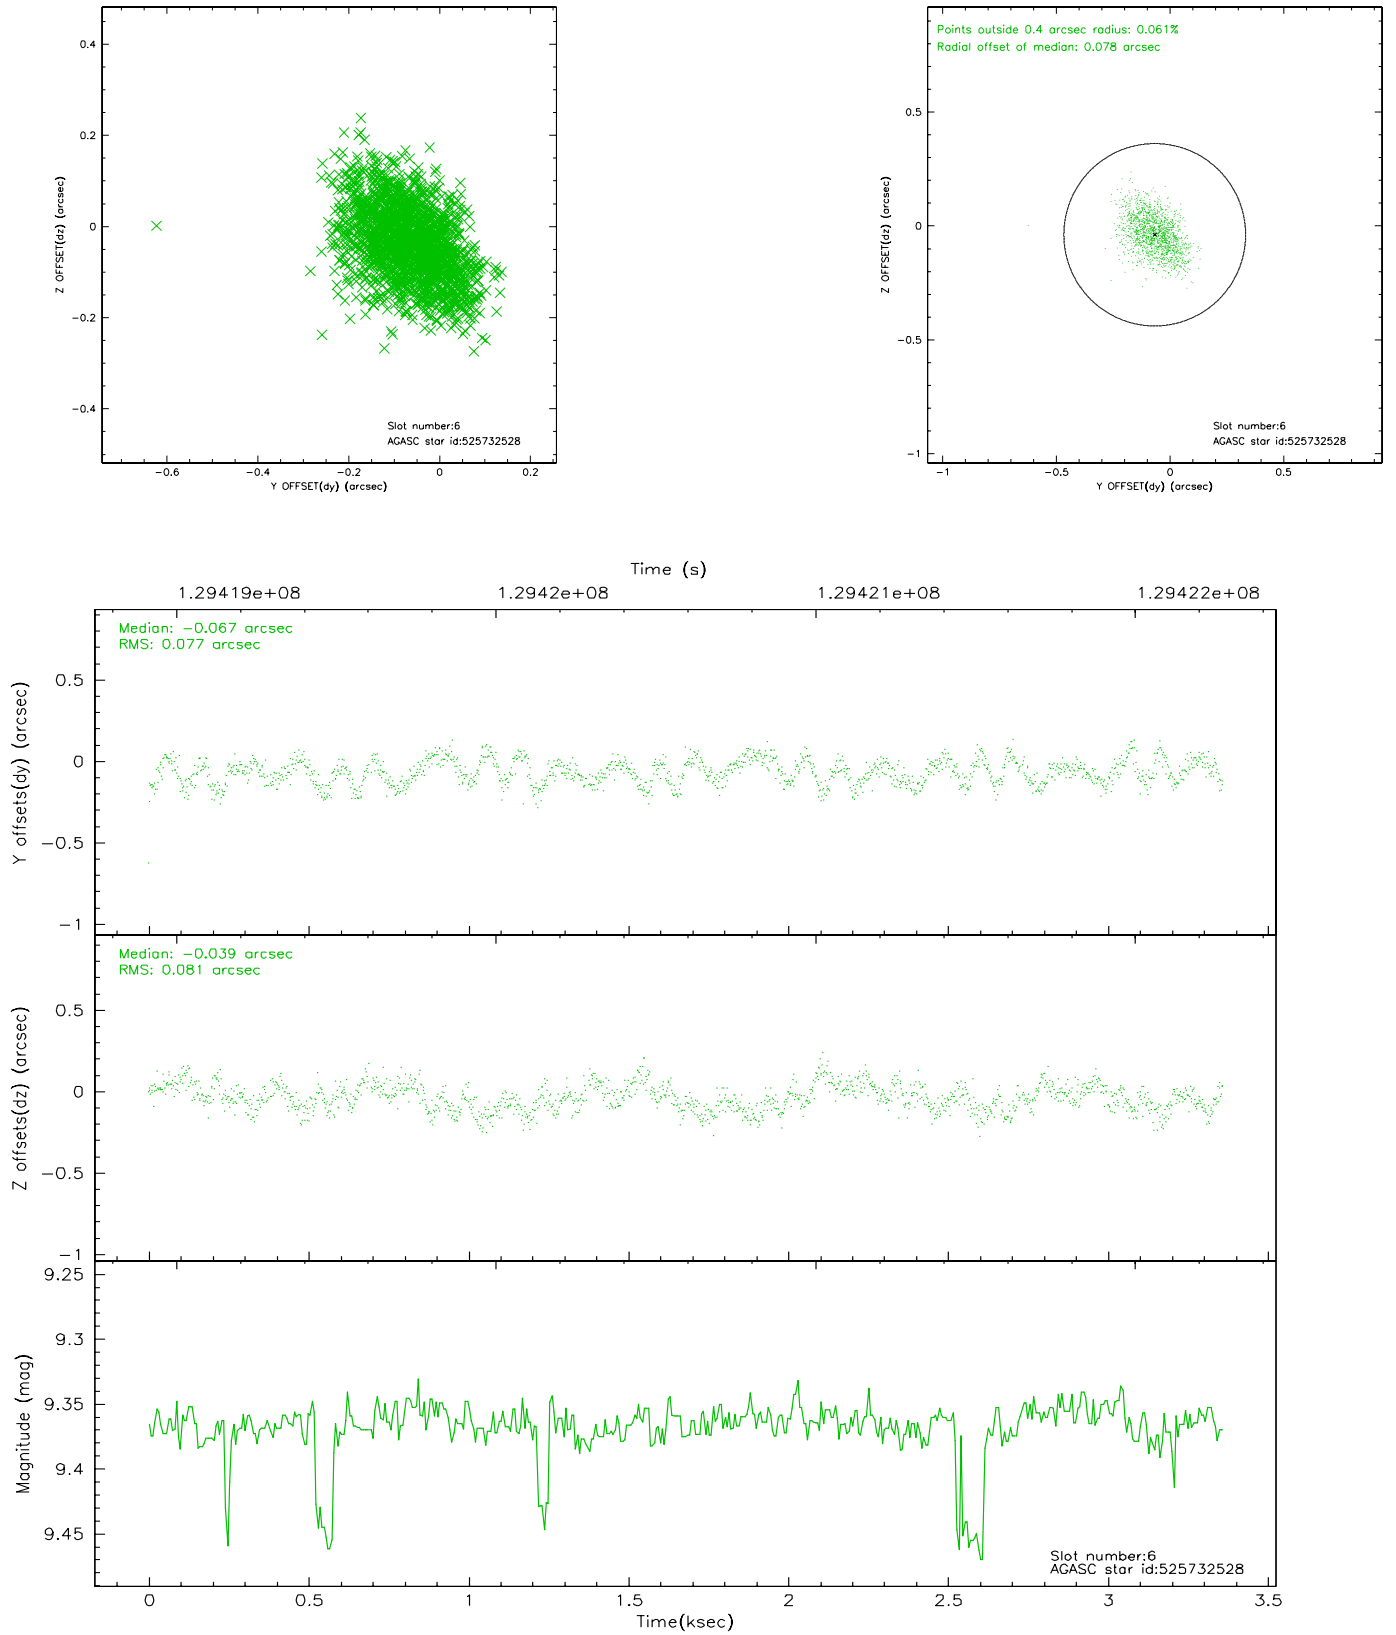 0.4
0.2
0
−0.2
−0.4
Z OFFSET(dz) (arcsec)
Slot number:6
AGASC star id:525732528
−0.6 −0.4 −0.2 0 0.2
Y OFFSET(dy) (arcsec)
Points outside 0.4 arcsec radius: 0.061%
Radial offset of median: 0.078 arcsec
0.5
0
−0.5
−1
Z OFFSET(dz) (arcsec)
Slot number:6
AGASC star id:525732528
−1 −0.5 0 0.5
Y OFFSET(dy) (arcsec)
Time (s)
1.29419e+08 1.2942e+08 1.29421e+08 1.29422e+08
Median: −0.067 arcsec
RMS: 0.077 arcsec
0.5
0
−0.5
−1
Y offsets(dy) (arcsec)
Median: −0.039 arcsec
RMS: 0.081 arcsec
0.5
0
−0.5
−1
Z offsets(dz) (arcsec)
9.25
9.3
9.35
9.4
9.45
Magnitude (mag)
Slot number:6
AGASC star id:525732528
0 0.5 1 1.5 2 2.5 3 3.5
Time(ksec)